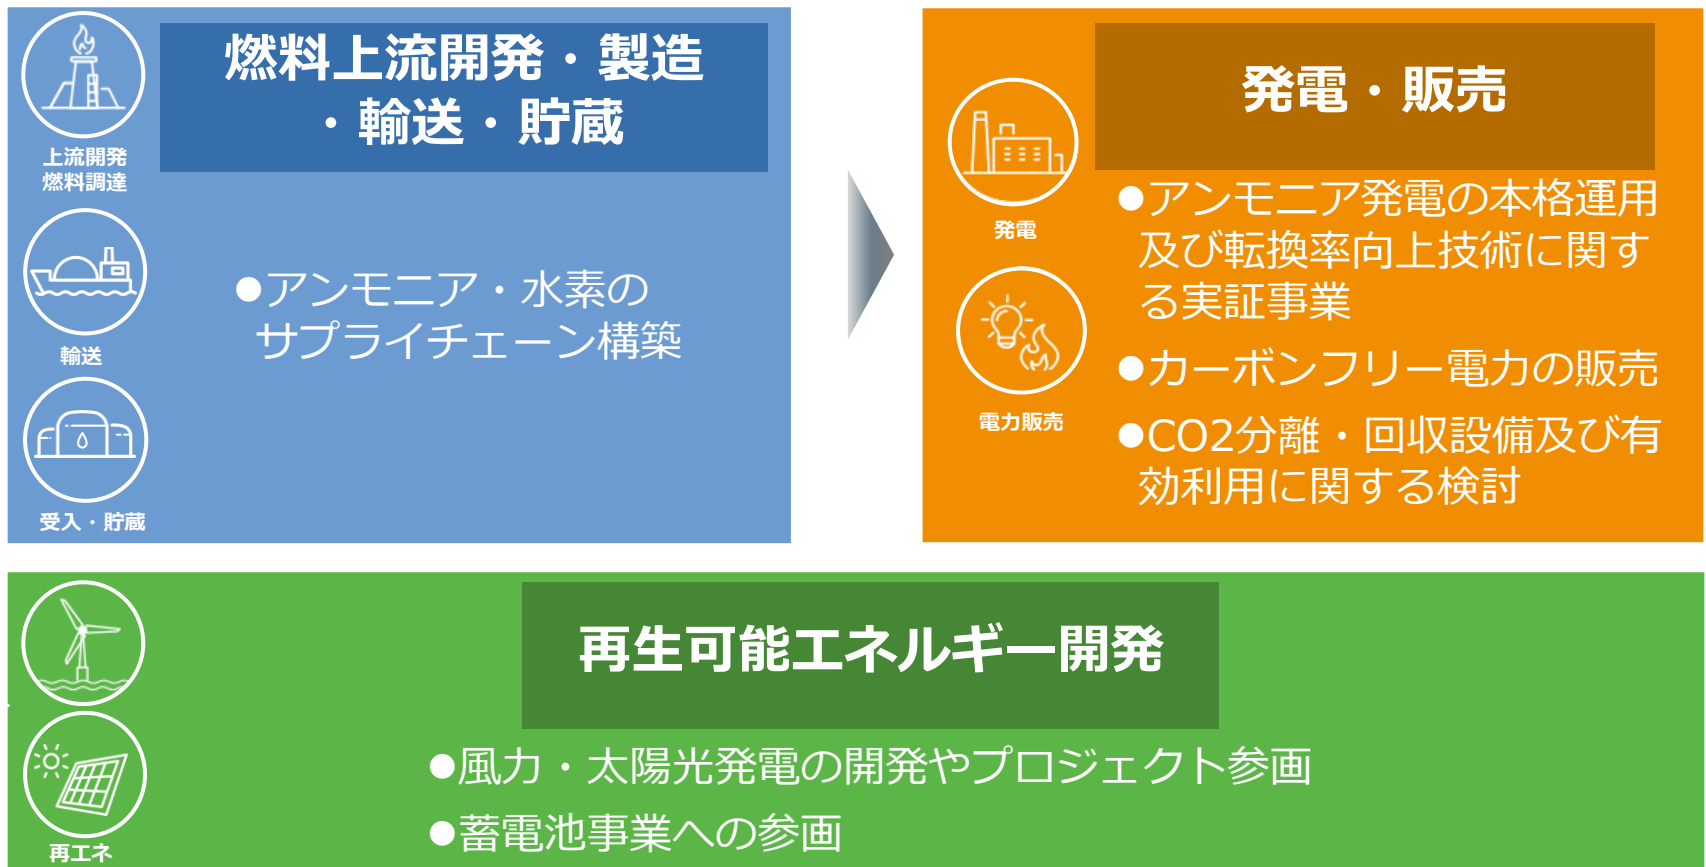 燃料上流開発・製造
・輸送・貯蔵
上流開発
燃料調達
輸送
受入・貯蔵
●アンモニア・水素の
サプライチェーン構築
発電・販売
発電
電力販売
●アンモニア発電の本格運用
及び転換率向上技術に関す
る実証事業
●カーボンフリー電力の販売
●CO2分離・回収設備及び有
効利用に関する検討
再生可能エネルギー開発
再エネ
●風力・太陽光発電の開発やプロジェクト参画
●蓄電池事業への参画